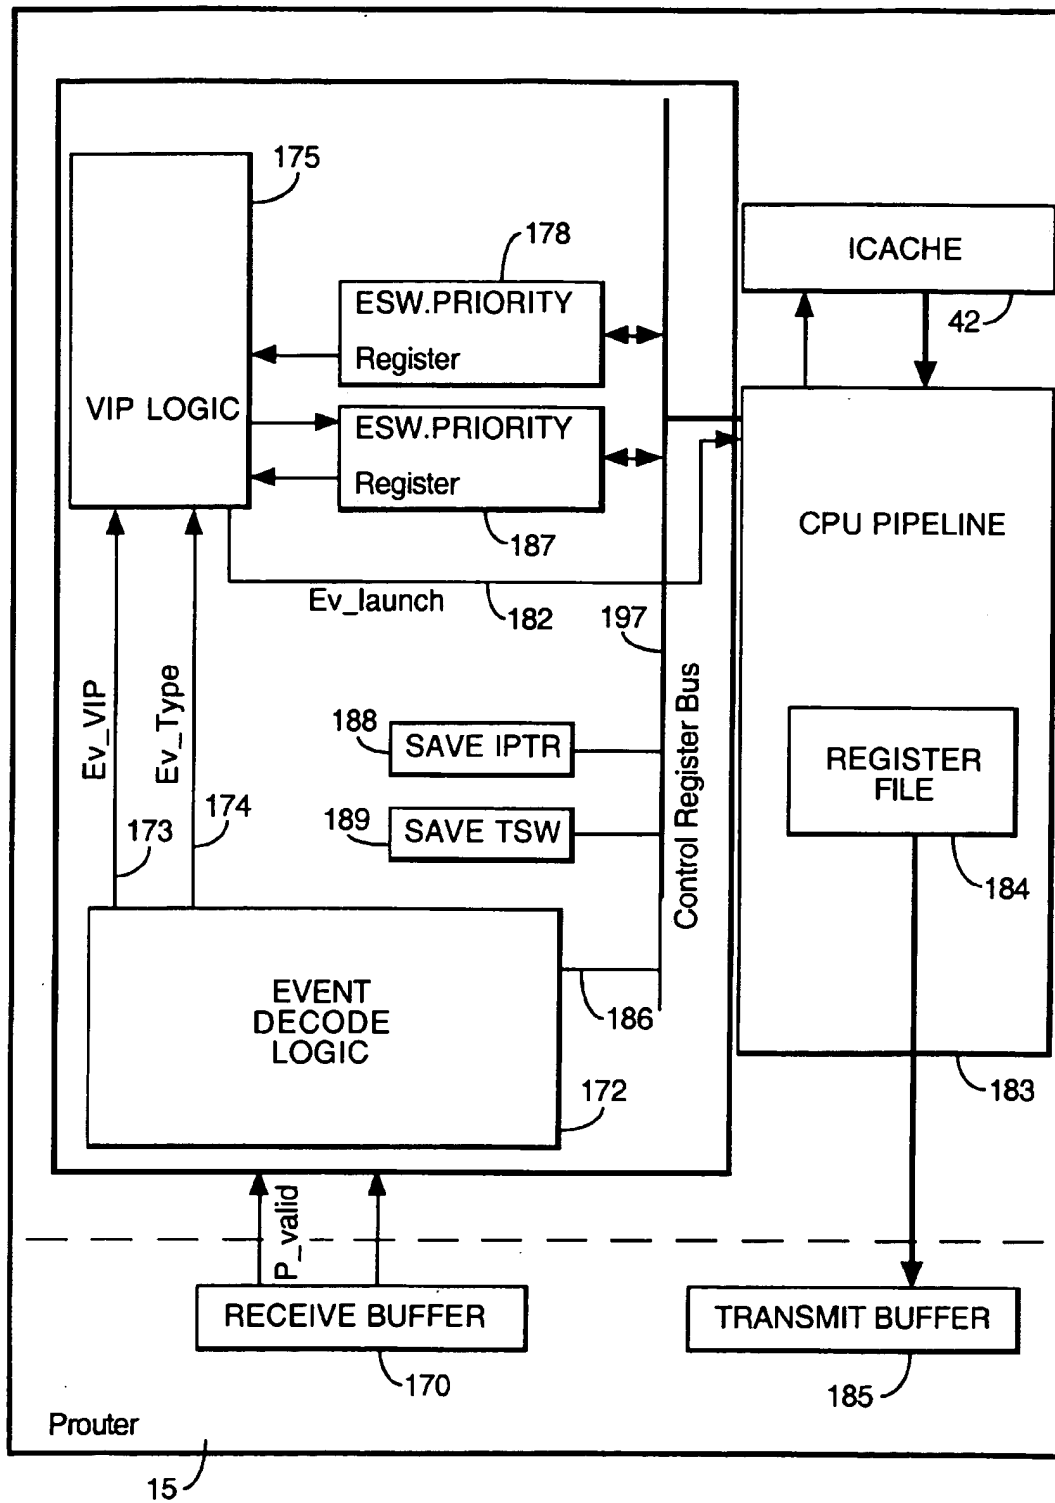 175
178
ICACHE
ESW.PRIORITY
Register
42
VIP LOGIC
ESW.PRIORITY
Register
187
CPU PIPELINE
Ev_launch
182
197
Ev_VIP
Ev_Type
Control Register Bus
188
SAVE IPTR
189
SAVE TSW
REGISTER
FILE
173
174
184
EVENT
DECODE
LOGIC
186
172
183
P_valid
RECEIVE BUFFER
TRANSMIT BUFFER
170
185
Prouter
15